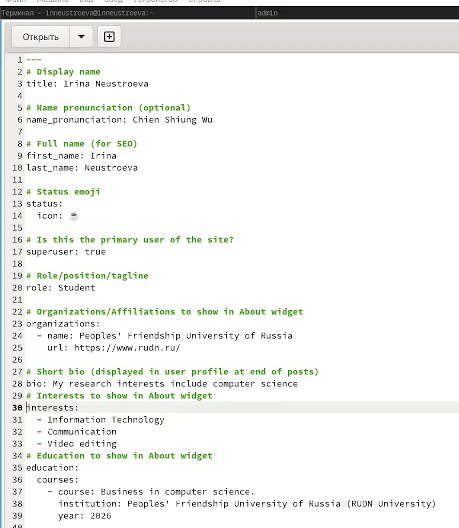 Терминал - inneustroeva@inneustroeva:~
admin
Открыть
1 ---
2 # Display name
3 title: Irina Neustroeva
4
5 # Name pronunciation (optional)
6 name_pronunciation: Chien Shiung Wu
7
8 # Full name (for SEO)
9 first_name: Irina
10 last_name: Neustroeva
11
12 # Status emoji
13 status:
14   icon: ☕
15
16 # Is this the primary user of the site?
17 superuser: true
18
19 # Role/position/tagline
20 role: Student
21
22 # Organizations/Affiliations to show in About widget
23 organizations:
24   - name: Peoples' Friendship University of Russia
25     url: https://www.rudn.ru/
26
27 # Short bio (displayed in user profile at end of posts)
28 bio: My research interests include computer science
29 # Interests to show in About widget
30 interests:
31   - Information Technology
32   - Communication
33   - Video editing
34 # Education to show in About widget
35 education:
36   courses:
37     - course: Business in computer science.
38       institution: Peoples' Friendship University of Russia (RUDN University)
39       year: 2026
40